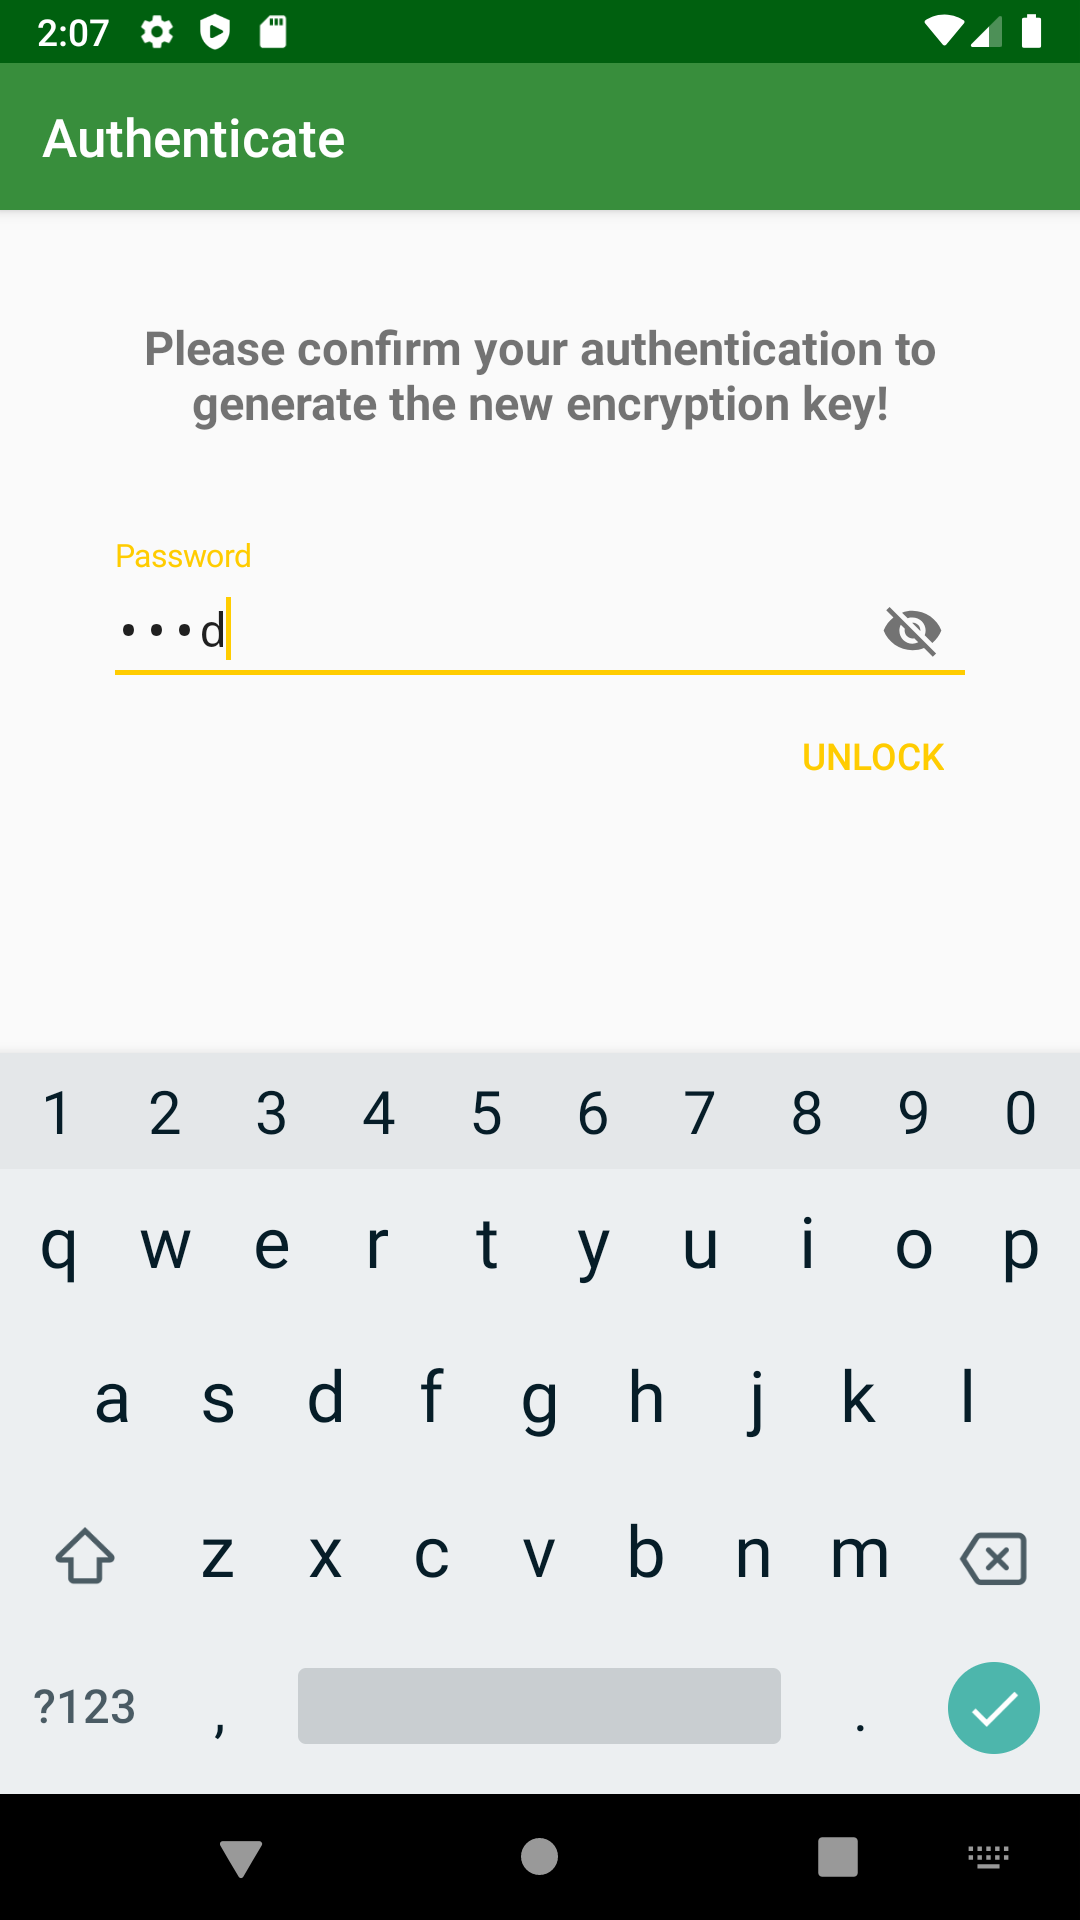 2:07
Authenticate
Please confirm your authentication to
generate the new encryption key!
Password
•••d
UNLOCK
1 2 3 4 5 6 7 8 9 0
q w e r t y u i o p
a s d f g h j k l
z x c v b n m
?123 , .